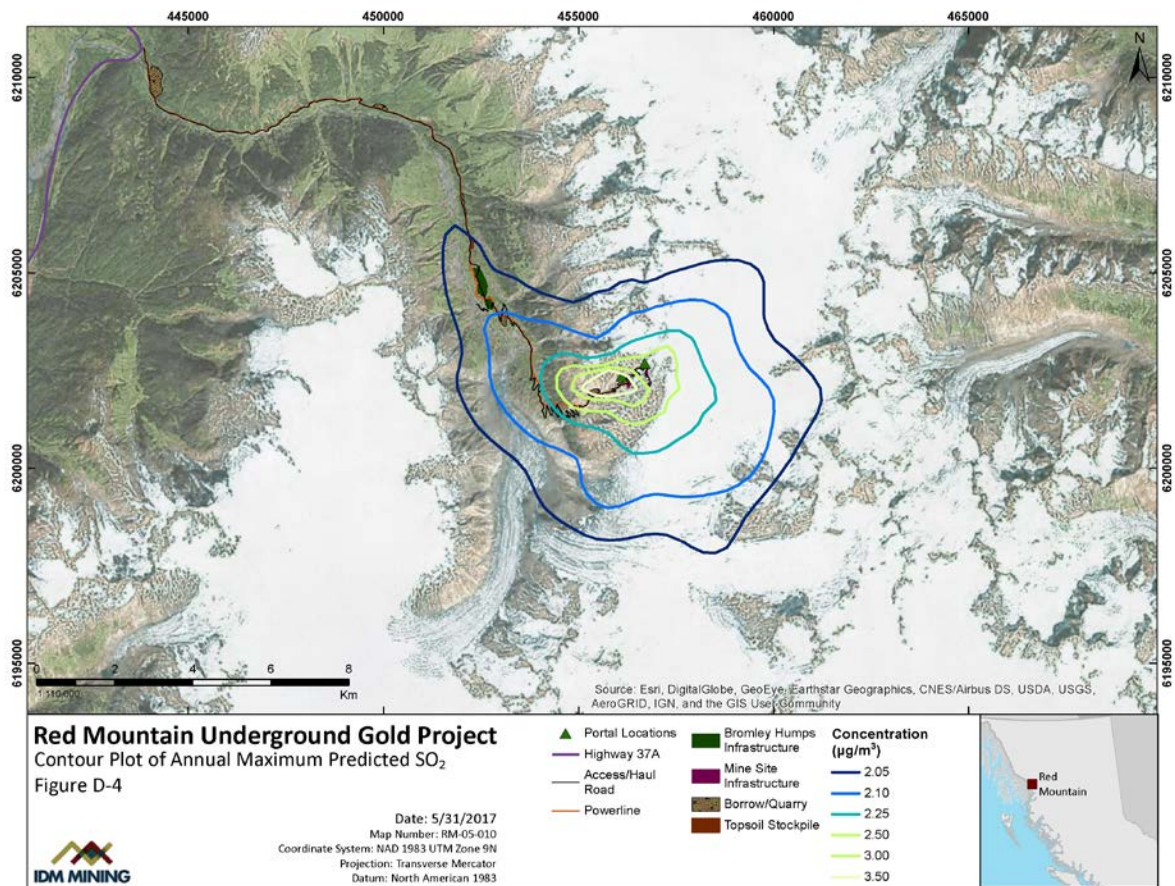 445000 450000 455000 460000 465000
N
6210000
6205000
6200000
6195000
6210000
6205000
6200000
6195000
0 2 4 6 8
Km
1:110,000
Source: Esri, DigitalGlobe, GeoEye, Earthstar Geographics, CNES/Airbus DS, USDA, USGS,
AeroGRID, IGN, and the GIS User Community
Red Mountain Underground Gold Project
Contour Plot of Annual Maximum Predicted SO₂
Figure D-4
Date: 5/31/2017
Map Number: RM-05-010
Coordinate System: NAD 1983 UTM Zone 9N
Projection: Transverse Mercator
Datum: North American 1983
IDM MINING
Portal Locations
Highway 37A
Access/Haul
Road
Powerline
Bromley Humps
Infrastructure
Mine Site
Infrastructure
Borrow/Quarry
Topsoil Stockpile
Concentration
(µg/m³)
2.05
2.10
2.25
2.50
3.00
3.50
Red
Mountain